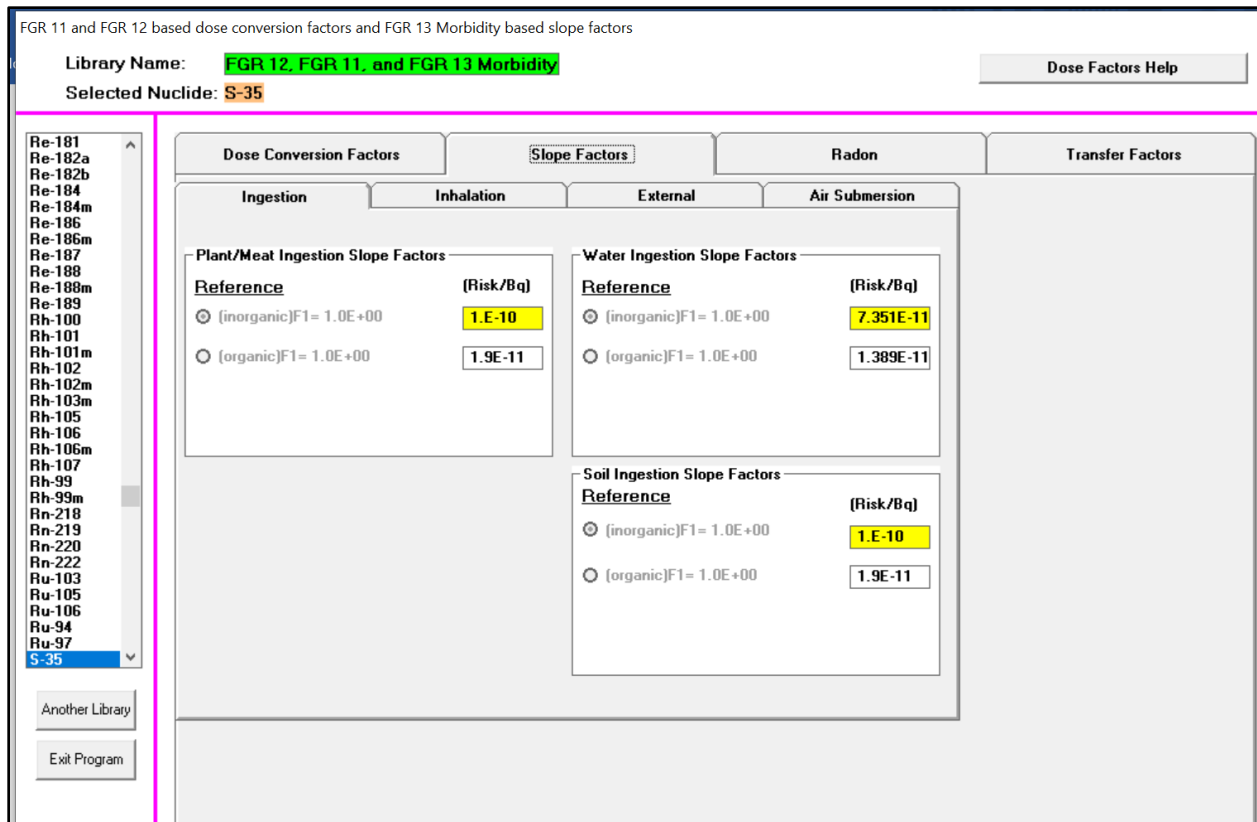 FGR 11 and FGR 12 based dose conversion factors and FGR 13 Morbidity based slope factors
Library Name: FGR 12, FGR 11, and FGR 13 Morbidity
Dose Factors Help
Selected Nuclide: S-35
Re-181
Re-182a
Re-182b
Re-184
Re-184m
Re-186
Re-186m
Re-187
Re-188
Re-188m
Re-189
Rh-100
Rh-101
Rh-101m
Rh-102
Rh-102m
Rh-103m
Rh-105
Rh-106
Rh-106m
Rh-107
Rh-99
Rh-99m
Rn-218
Rn-219
Rn-220
Rn-222
Ru-103
Ru-105
Ru-106
Ru-94
Ru-97
S-35
Another Library
Exit Program
Dose Conversion Factors Slope Factors Radon Transfer Factors
Ingestion Inhalation External Air Submersion
Plant/Meat Ingestion Slope Factors
Reference (Risk/Bq)
(inorganic)F1= 1.0E+00 1.E-10
(organic)F1= 1.0E+00 1.9E-11
Water Ingestion Slope Factors
Reference (Risk/Bq)
(inorganic)F1= 1.0E+00 7.351E-11
(organic)F1= 1.0E+00 1.389E-11
Soil Ingestion Slope Factors
Reference (Risk/Bq)
(inorganic)F1= 1.0E+00 1.E-10
(organic)F1= 1.0E+00 1.9E-11